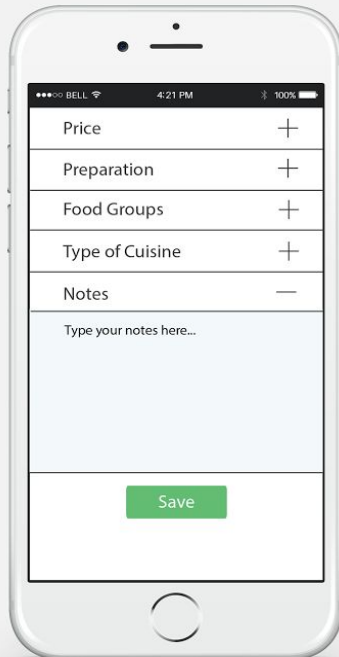 BELL 4:21 PM 100%
Price
Preparation
Food Groups
Type of Cuisine
Notes
Type your notes here...
Save